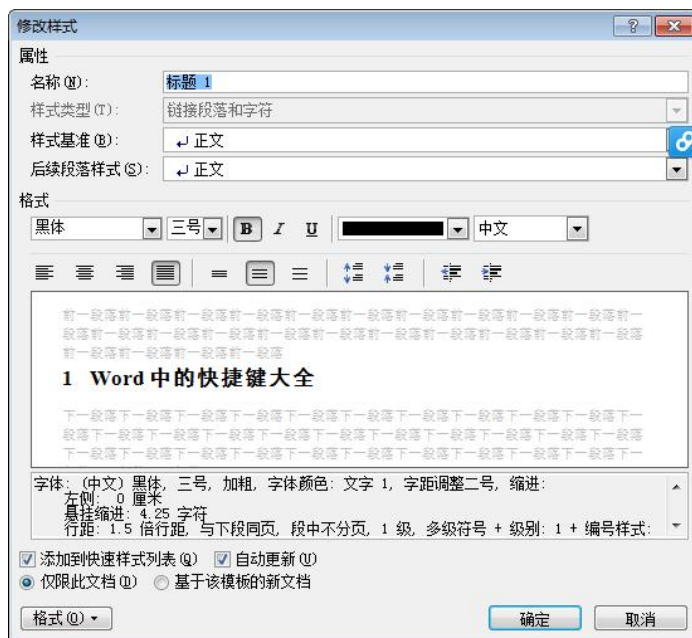 修改样式
属性
名称(N): 标题 1
样式类型(T): 链接段落和字符
样式基准(B): 正文
后续段落样式(S): 正文
格式
黑体 三号 B I U 中文
前一段落前一段落前一段落前一段落前一段落前一段落前一段落前一
段落前一段落前一段落前一段落前一段落前一段落前一段落前一段落
前一段落前一段落前一段落
1 Word 中的快捷键大全
下一段落下一段落下一段落下一段落下一段落下一段落下一段落下一
段落下一段落下一段落下一段落下一段落下一段落下一段落下一段落
下一段落下一段落下一段落下一段落下一段落下一段落下一段落下一
字体: (中文) 黑体, 三号, 加粗, 字体颜色: 文字 1, 字距调整二号, 缩进:
左侧: 0 厘米
悬挂缩进: 4.25 字符
行距: 1.5 倍行距, 与下段同页, 段中不分页, 1 级, 多级符号 + 级别: 1 + 编号样式:
添加到快速样式列表(Q) 自动更新(U)
仅限此文档(D) 基于该模板的新文档
格式(O)
确定 取消